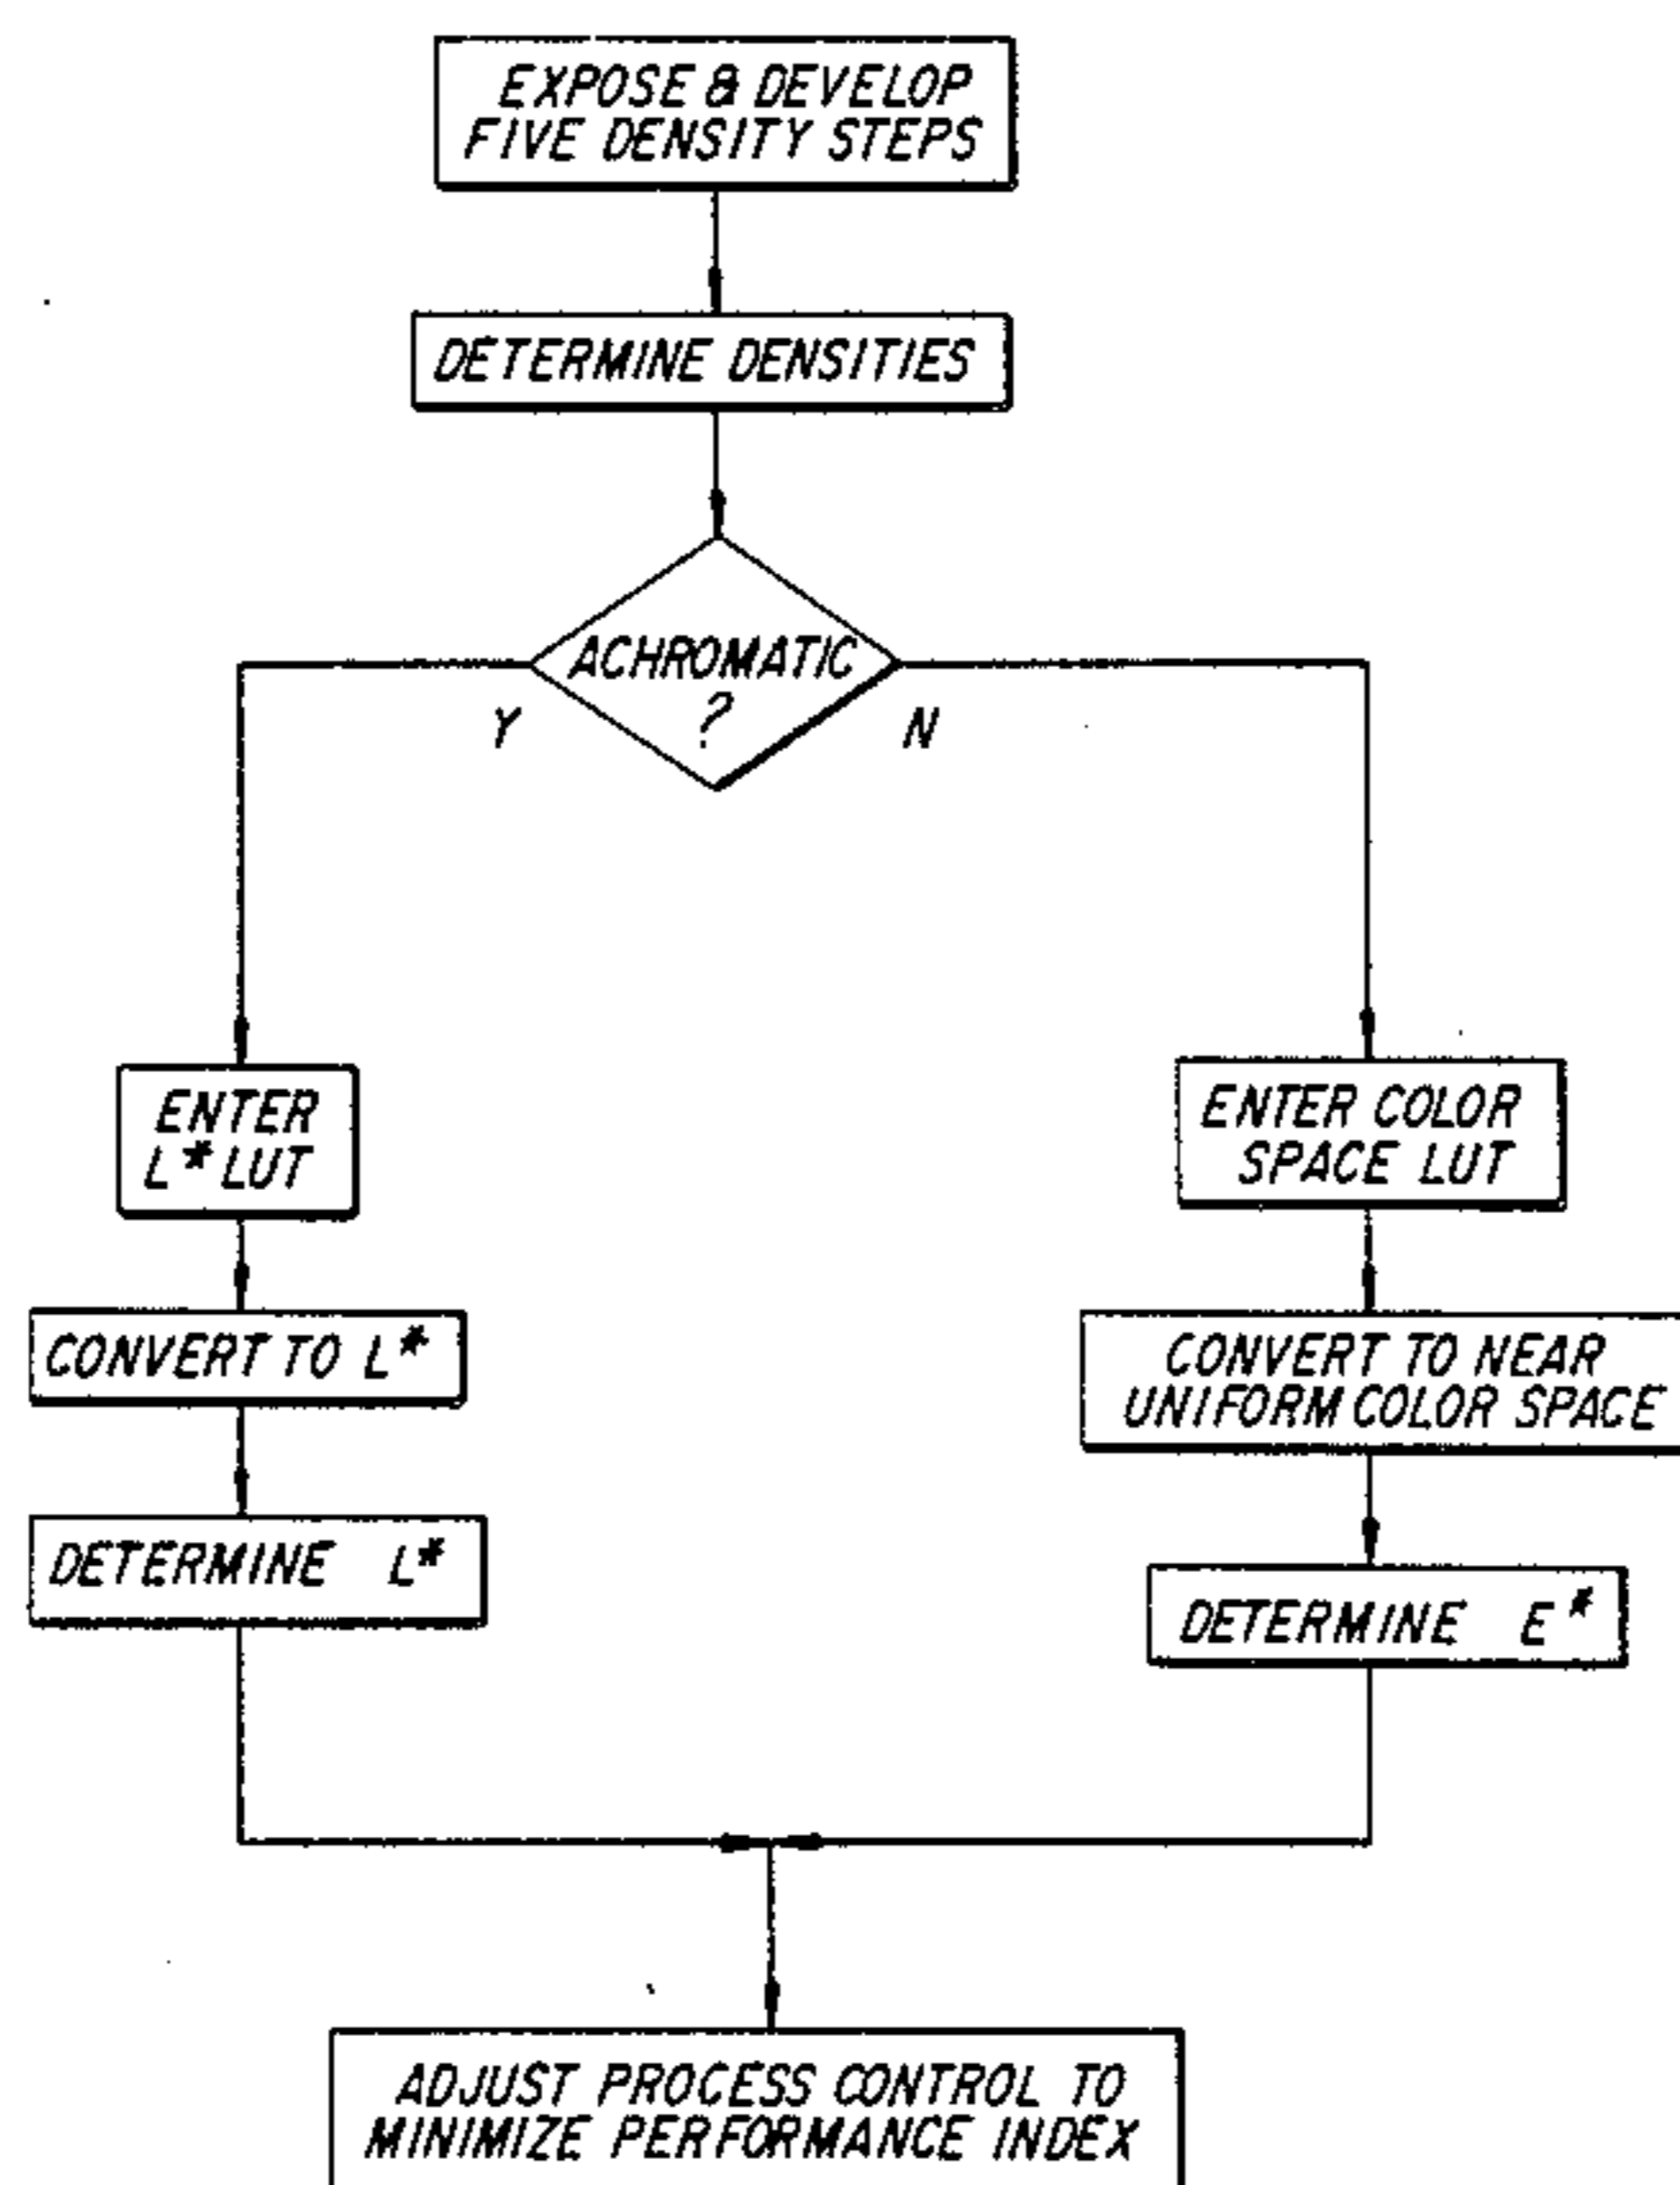 EXPOSE & DEVELOP
FIVE DENSITY STEPS
DETERMINE DENSITIES
ACHROMATIC
?
Y
N
ENTER
L* LUT
CONVERT TO L*
DETERMINE L*
ENTER COLOR
SPACE LUT
CONVERT TO NEAR
UNIFORM COLOR SPACE
DETERMINE E*
ADJUST PROCESS CONTROL TO
MINIMIZE PERFORMANCE INDEX